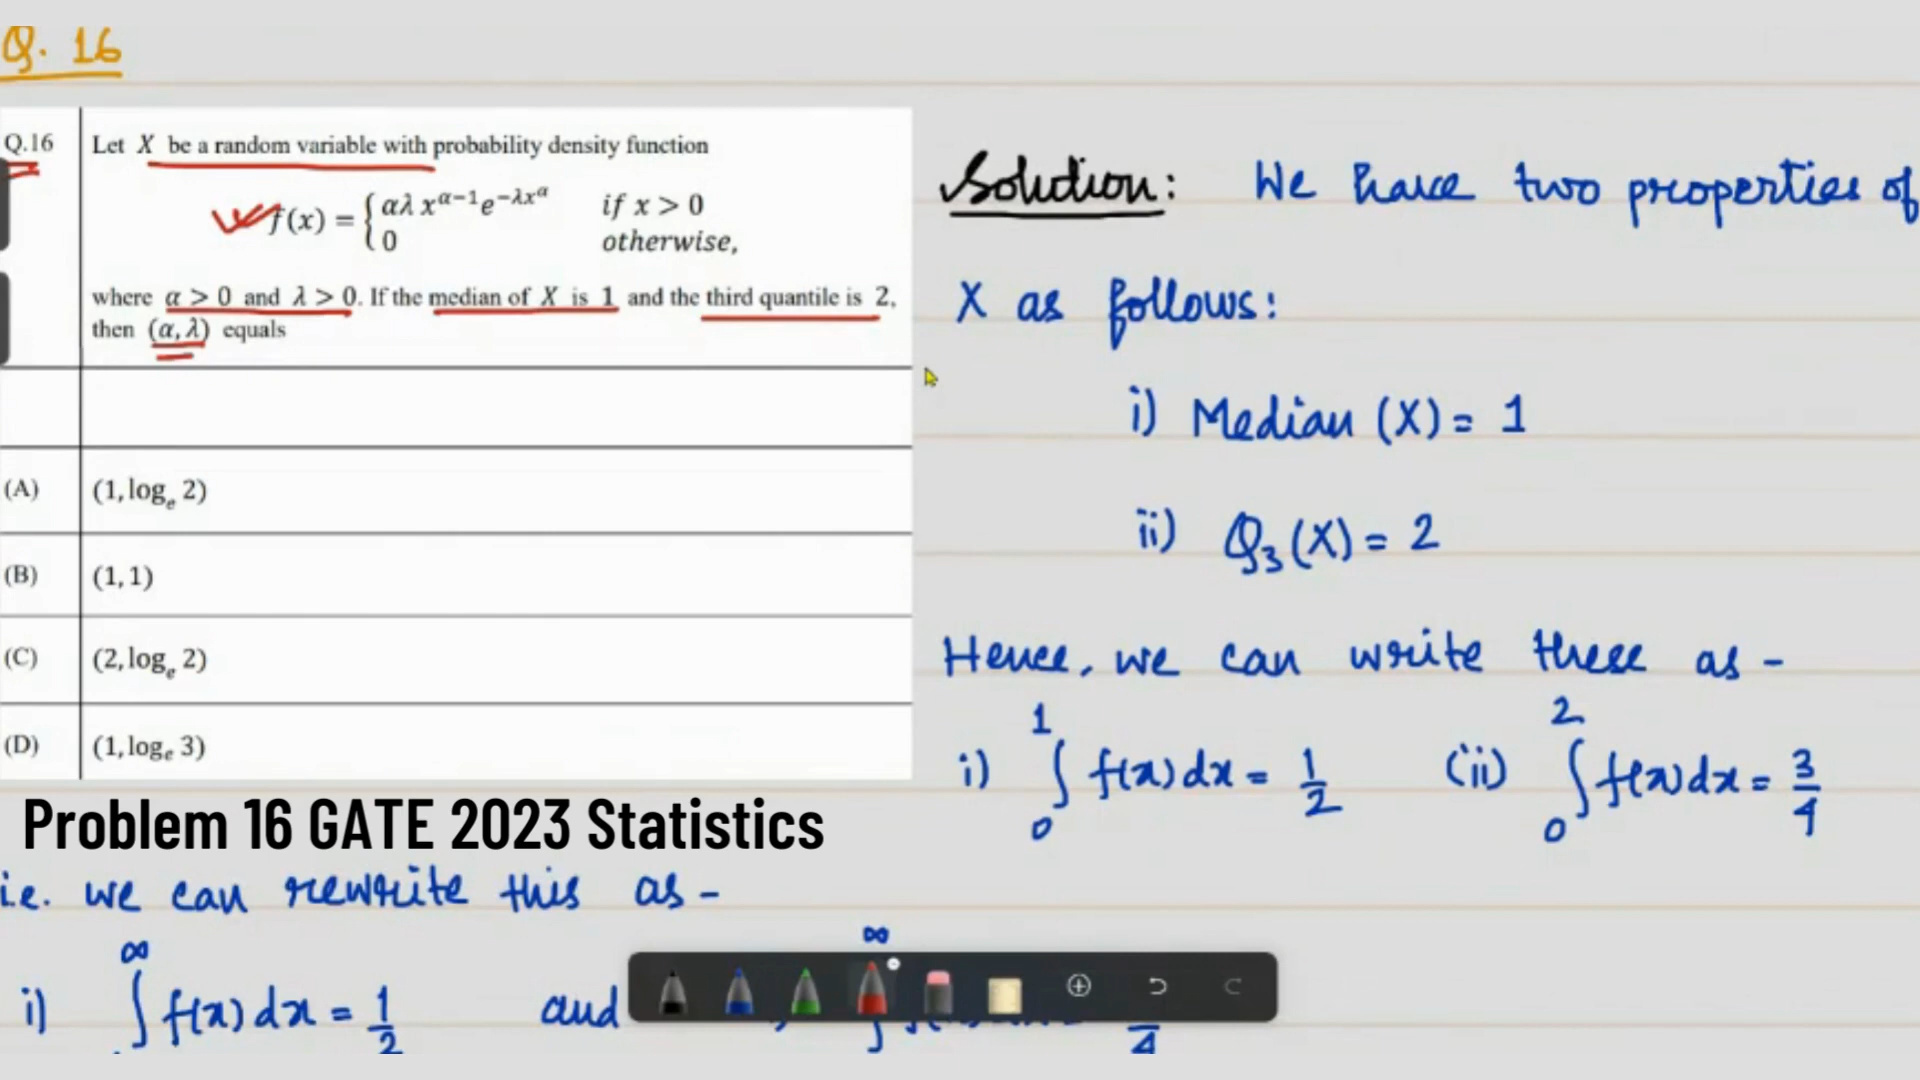 Q. 16
Q.16
Let X be a random variable with probability density function
f(x) = { αλ x^{α−1}e^{−λx^α} if x > 0
0 otherwise,
where α > 0 and λ > 0. If the median of X is 1 and the third quantile is 2,
then (α, λ) equals
(A) (1, logₑ 2)
(B) (1, 1)
(C) (2, logₑ 2)
(D) (1, logₑ 3)
Problem 16 GATE 2023 Statistics
Solution: We have two properties of
X as follows:
i) Median (X) = 1
ii) Q₃(X) = 2
Hence, we can write these as -
i) ∫₀¹ f(x) dx = 1/2 (ii) ∫₀² f(x) dx = 3/4
i.e. we can rewrite this as -
i) ∫^∞ f(x) dx = 1/2 and ∞ ∫ 4